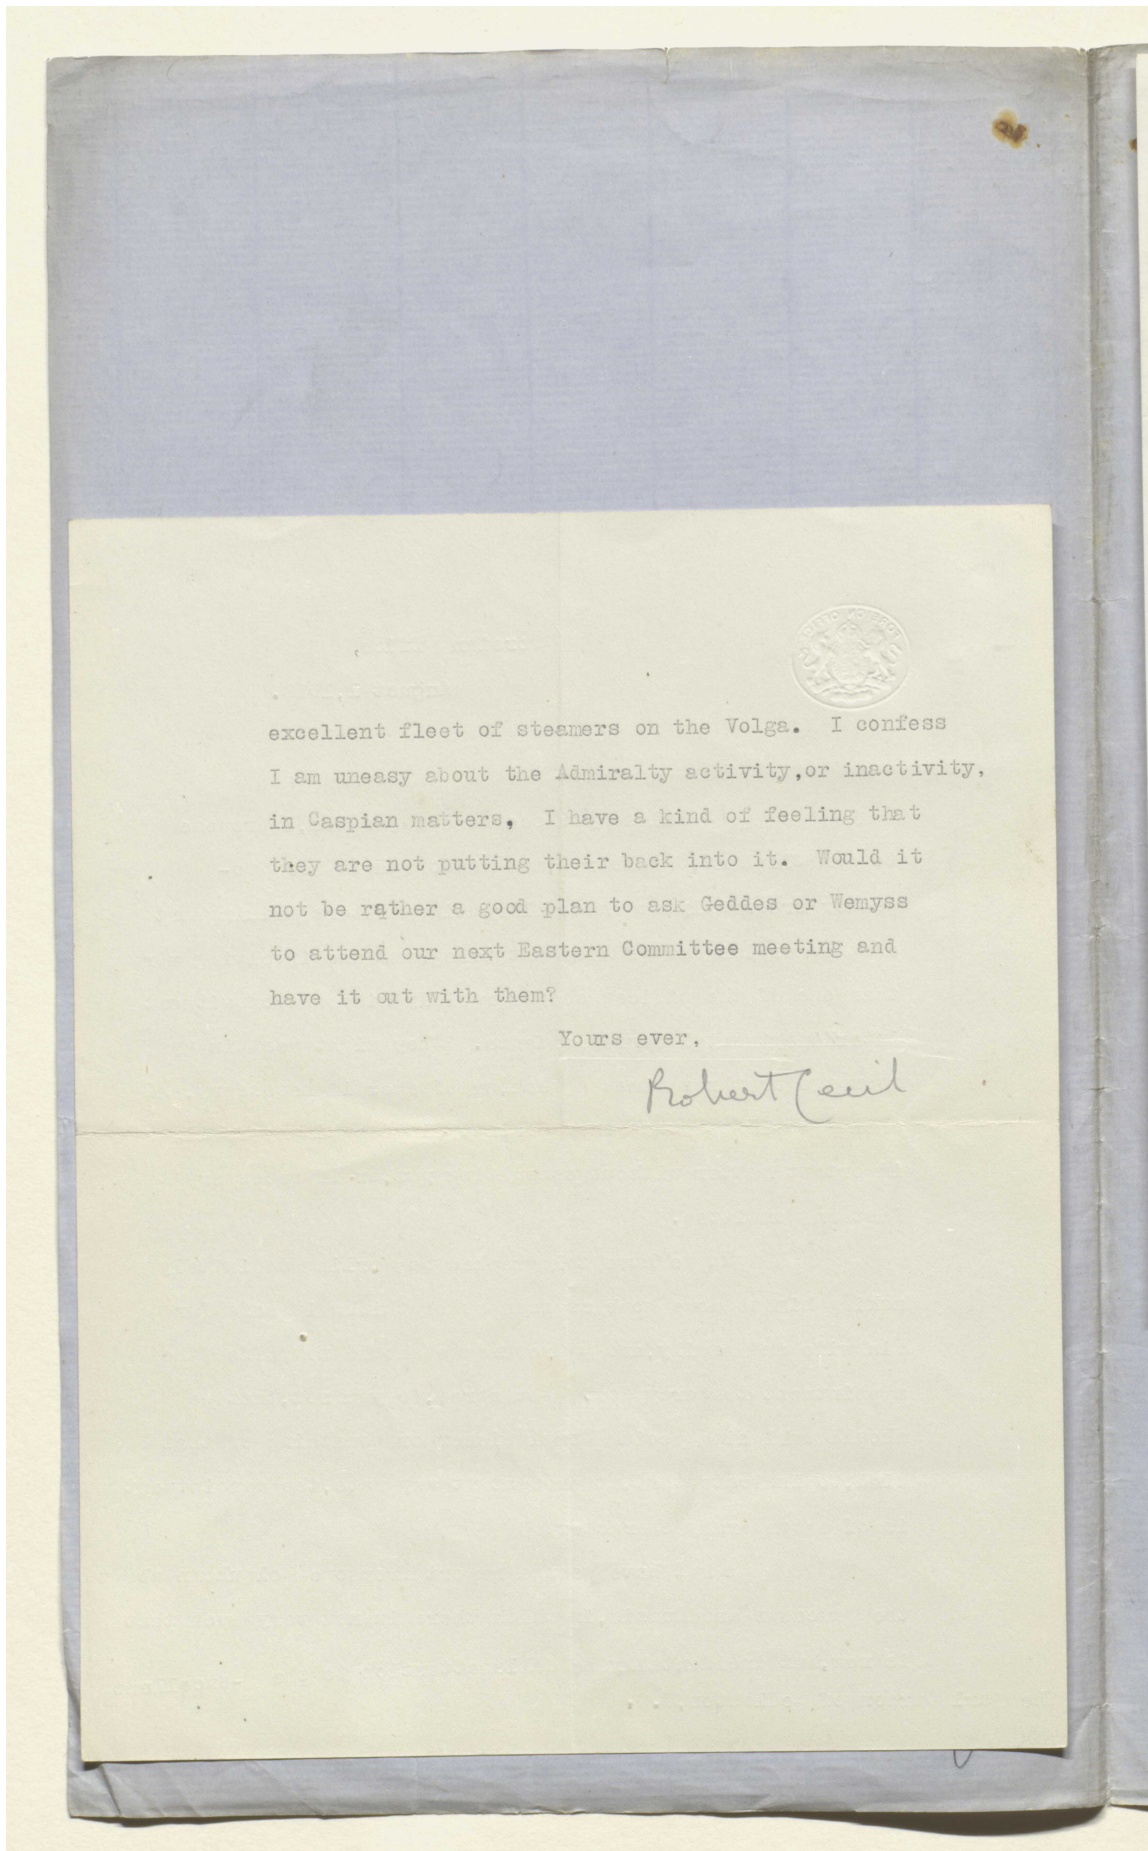 excellent fleet of steamers on the Volga. I confess
I am uneasy about the Admiralty activity,or inactivity,
in Caspian matters, I have a kind of feeling that
they are not putting their back into it. Would it
not be rather a good plan to ask Geddes or Wemyss
to attend our next Eastern Committee meeting and
have it out with them?
Yours ever,
Robert Cecil